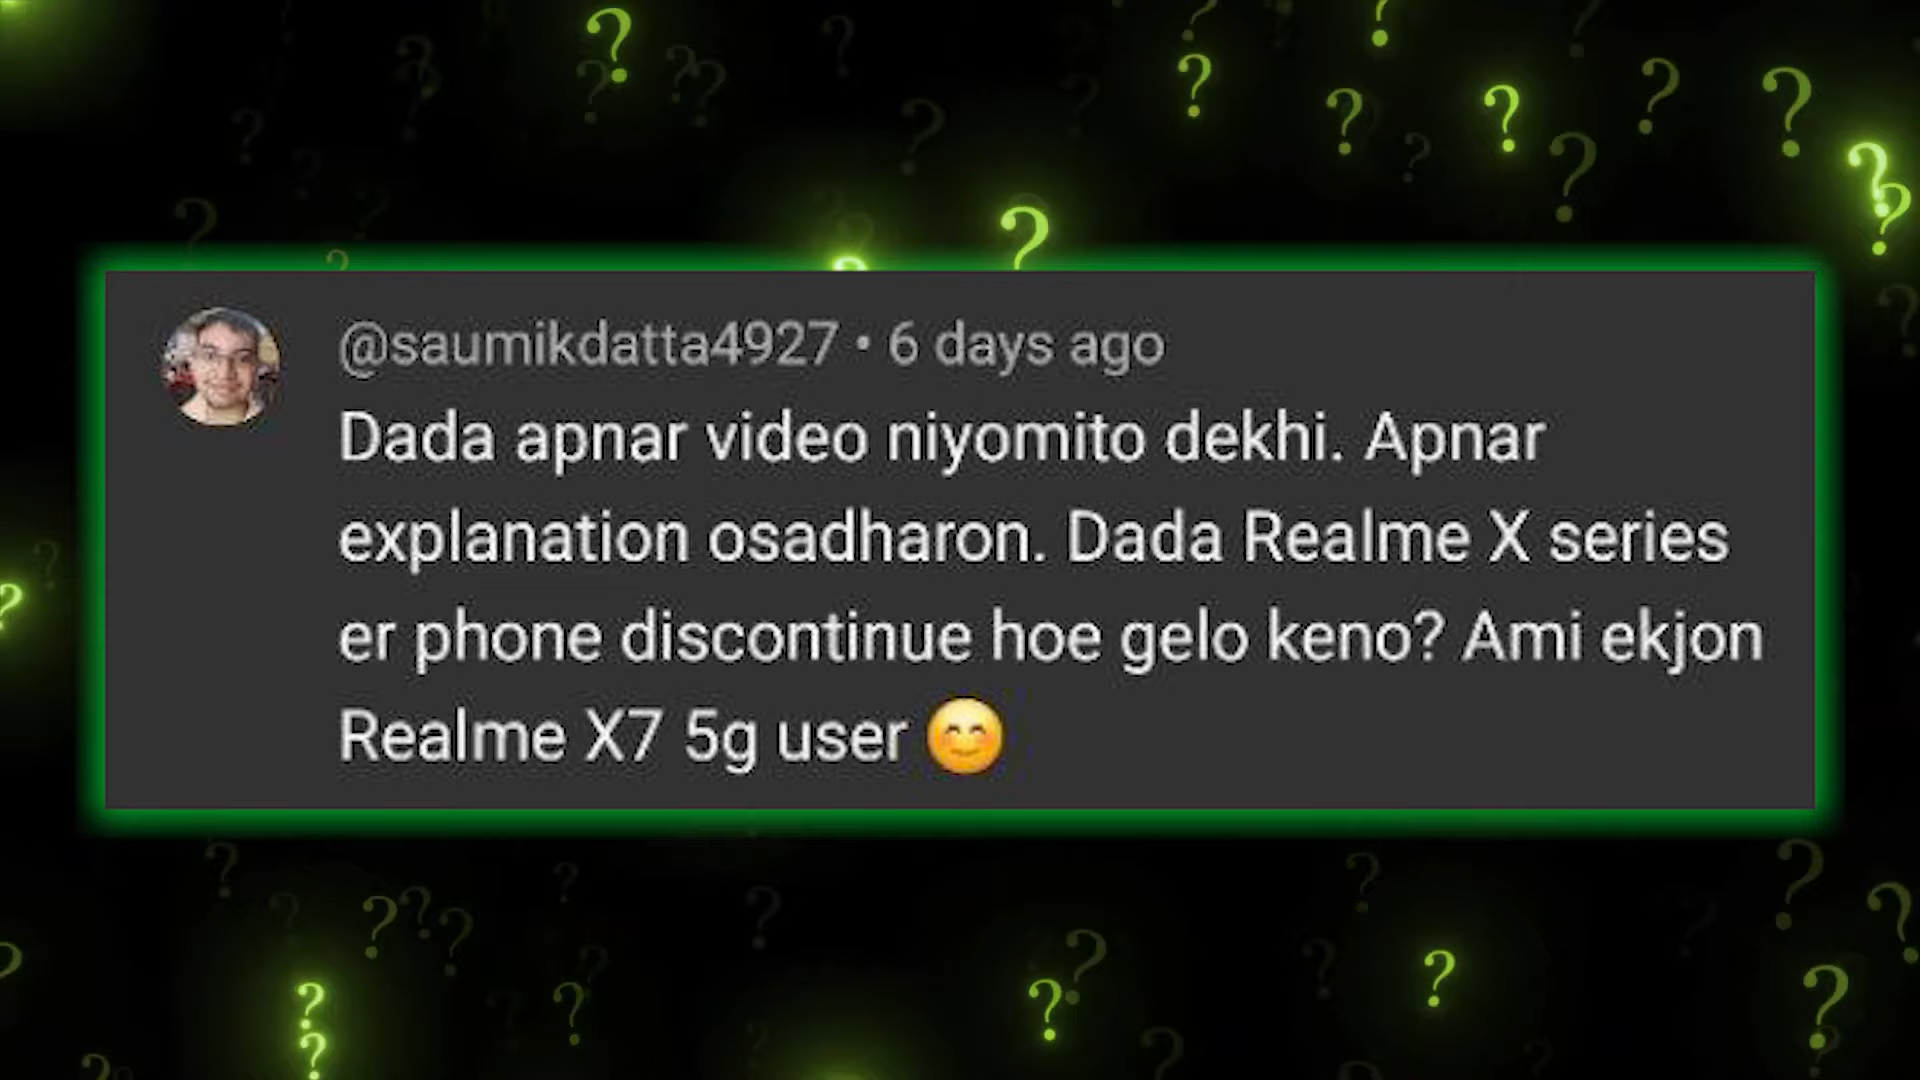 @saumikdatta4927 • 6 days ago
Dada apnar video niyomito dekhi. Apnar
explanation osadharon. Dada Realme X series
er phone discontinue hoe gelo keno? Ami ekjon
Realme X7 5g user 😊